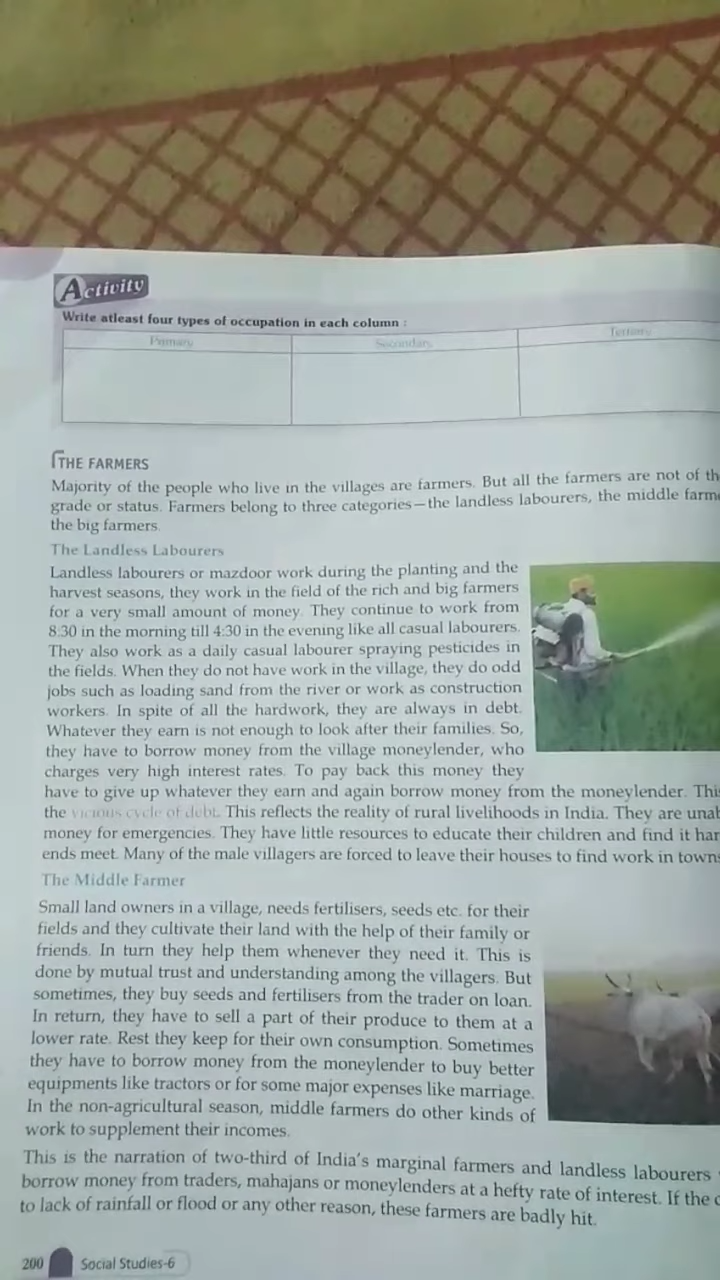 Activity
Write atleast four types of occupation in each column :
Primary Secondary Tertiary
THE FARMERS
Majority of the people who live in the villages are farmers. But all the farmers are not of
grade or status. Farmers belong to three categories—the landless labourers, the middle
the big farmers.
The Landless Labourers
Landless labourers or mazdoor work during the planting and the
harvest seasons, they work in the field of the rich and big farmers
for a very small amount of money. They continue to work from
8:30 in the morning till 4:30 in the evening like all casual labourers.
They also work as a daily casual labourer spraying pesticides in
the fields. When they do not have work in the village, they do odd
jobs such as loading sand from the river or work as construction
workers. In spite of all the hardwork, they are always in debt.
Whatever they earn is not enough to look after their families. So,
they have to borrow money from the village moneylender, who
charges very high interest rates. To pay back this money they
have to give up whatever they earn and again borrow money from the moneylender.
the vicious cycle of debt. This reflects the reality of rural livelihoods in India. They are
money for emergencies. They have little resources to educate their children and find it
ends meet. Many of the male villagers are forced to leave their houses to find work in
The Middle Farmer
Small land owners in a village, needs fertilisers, seeds etc. for their
fields and they cultivate their land with the help of their family or
friends. In turn they help them whenever they need it. This is
done by mutual trust and understanding among the villagers. But
sometimes, they buy seeds and fertilisers from the trader on loan.
In return, they have to sell a part of their produce to them at a
lower rate. Rest they keep for their own consumption. Sometimes
they have to borrow money from the moneylender to buy better
equipments like tractors or for some major expenses like marriage.
In the non-agricultural season, middle farmers do other kinds of
work to supplement their incomes.
This is the narration of two-third of India's marginal farmers and landless labourers
borrow money from traders, mahajans or moneylenders at a hefty rate of interest. If the
to lack of rainfall or flood or any other reason, these farmers are badly hit.
200 Social Studies-6